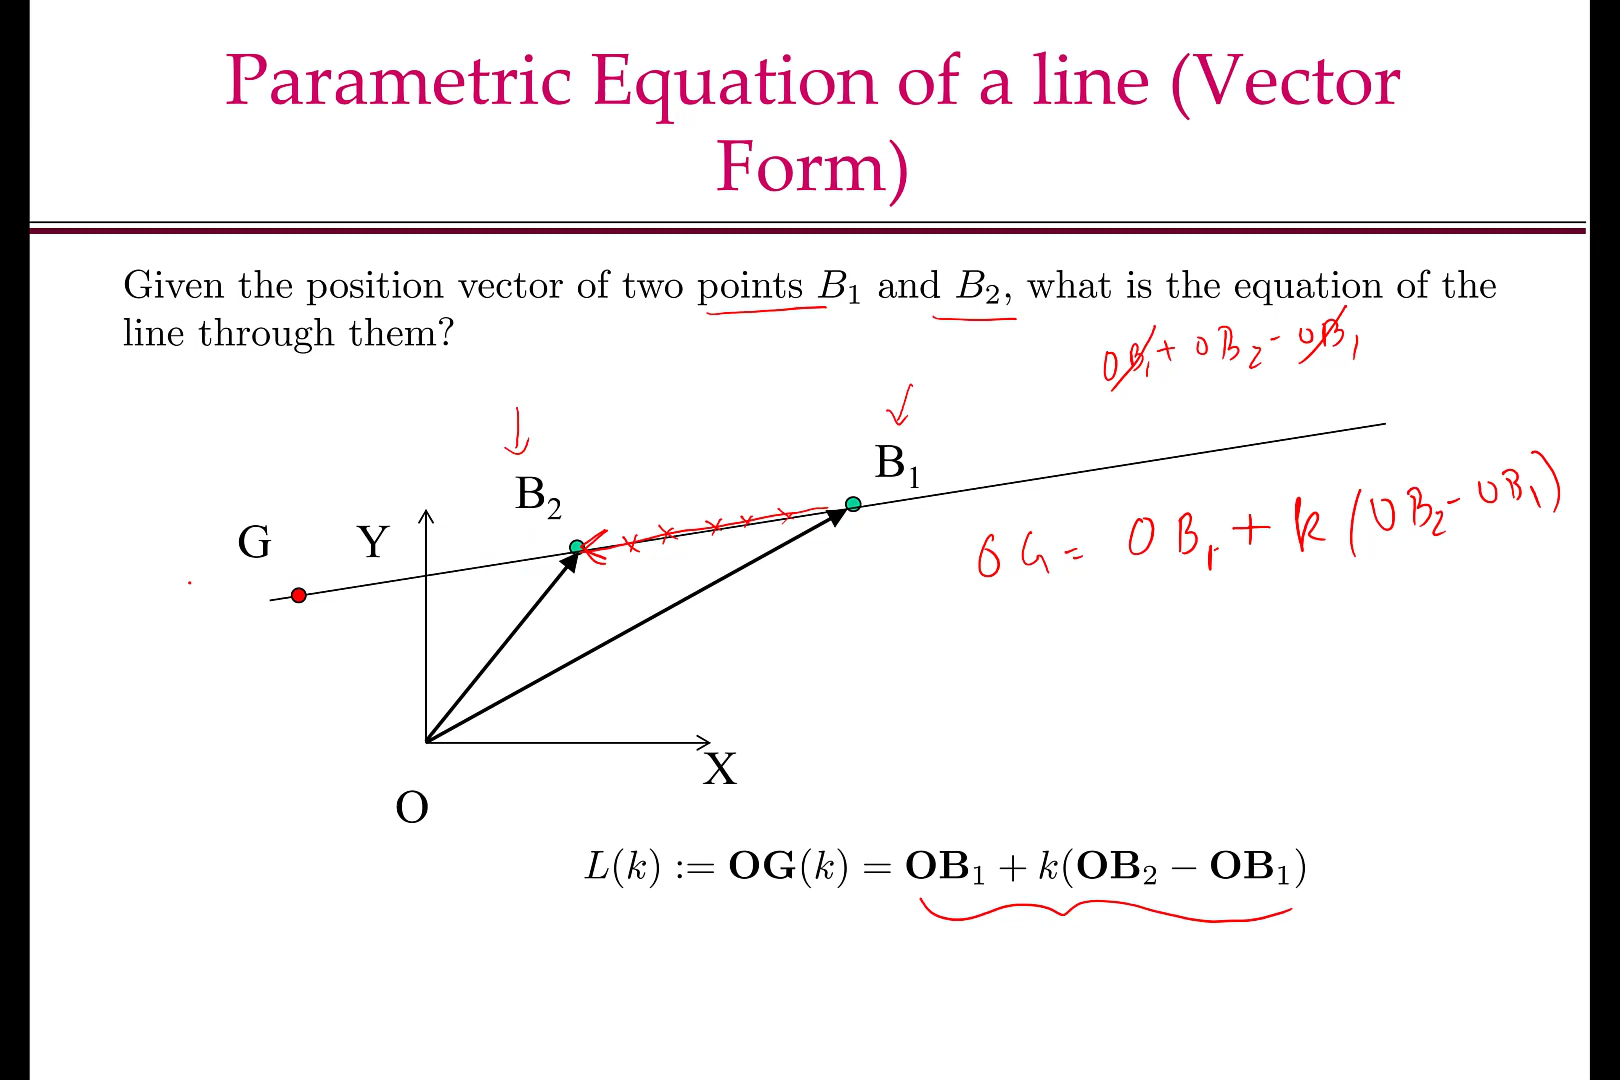 Parametric Equation of a line (Vector
Form)
Given the position vector of two points B₁ and B₂, what is the equation of the
line through them?
OB₁ + OB₂ - OB₁
B₁
B₂
G
Y
OG = OB₁ + k (OB₂ - OB₁)
X
O
L(k) := OG(k) = OB₁ + k(OB₂ − OB₁)